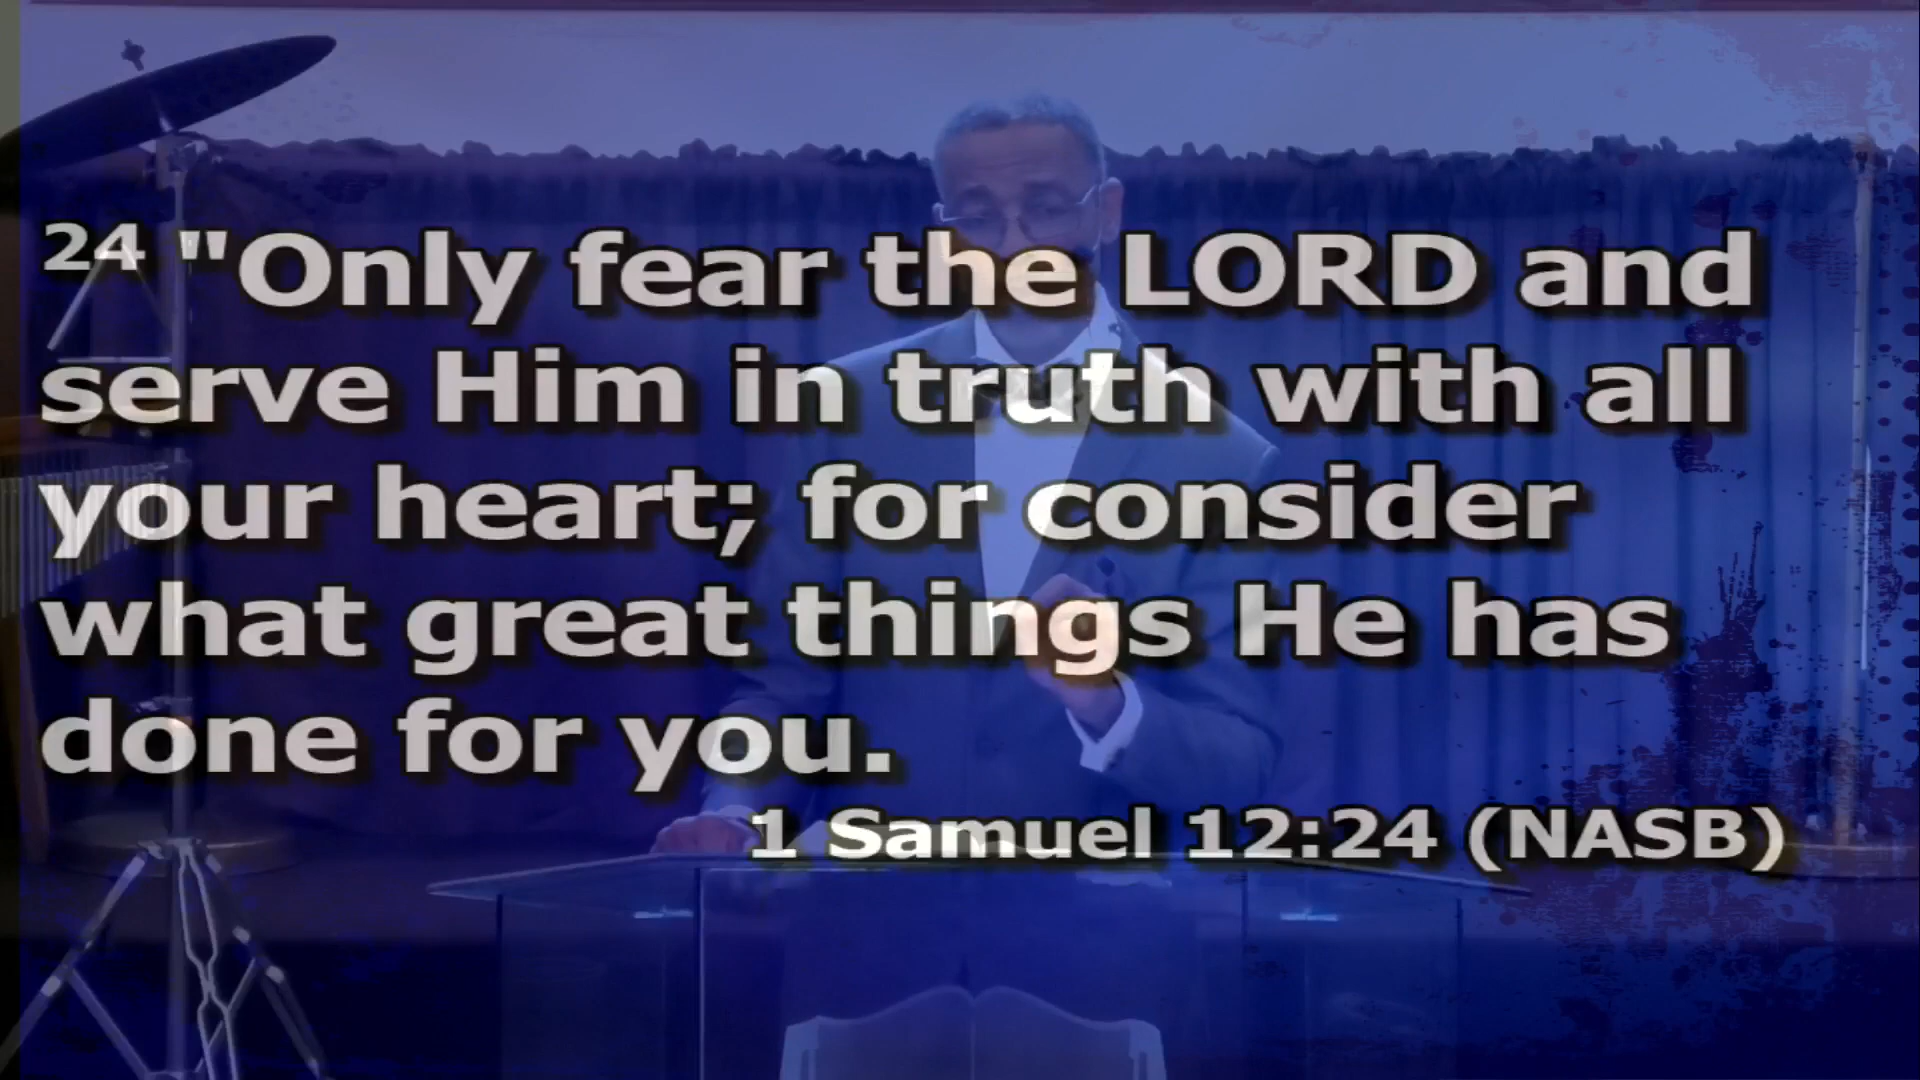 24 "Only fear the LORD and
serve Him in truth with all
your heart; for consider
what great things He has
done for you.
1 Samuel 12:24 (NASB)